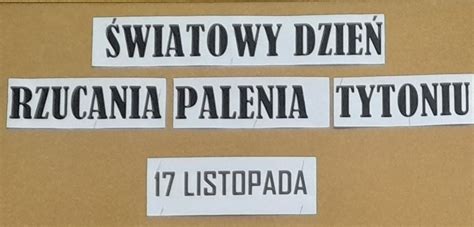 ŚWIATOWY DZIEŃ
RZUCANIA PALENIA TYTONIU
17 LISTOPADA